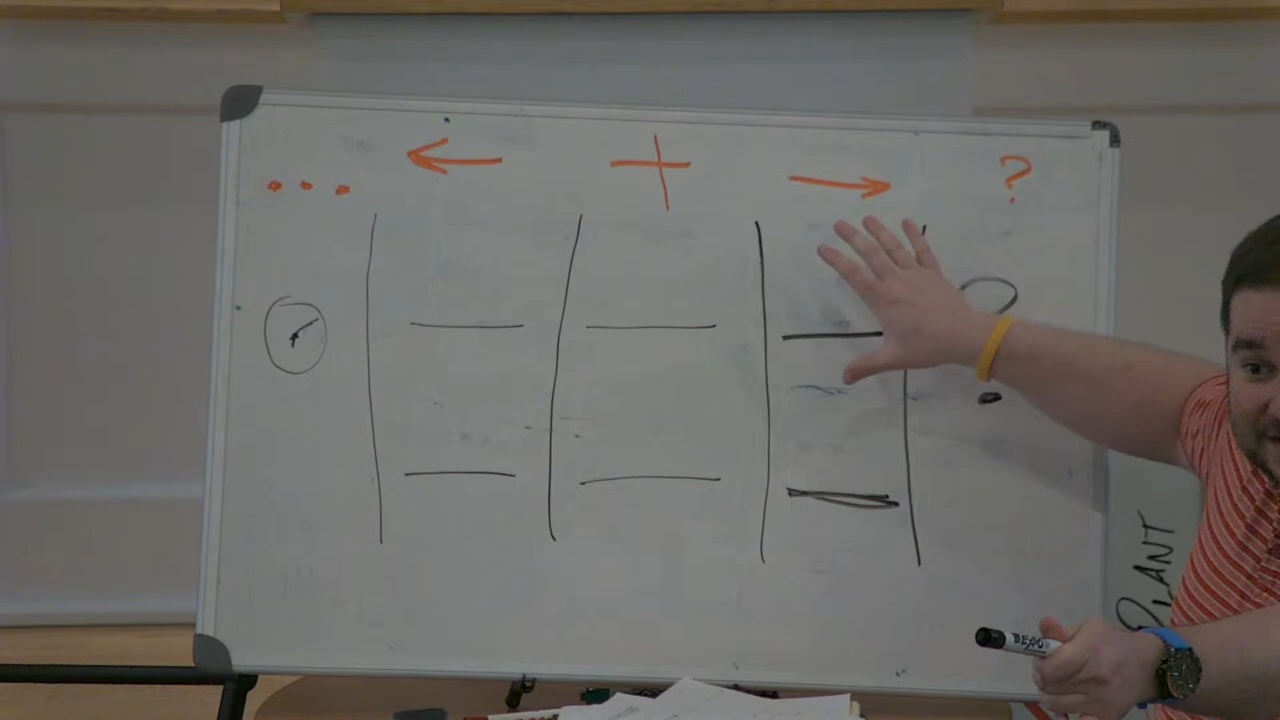 ... ← + → ?
?
PLANT